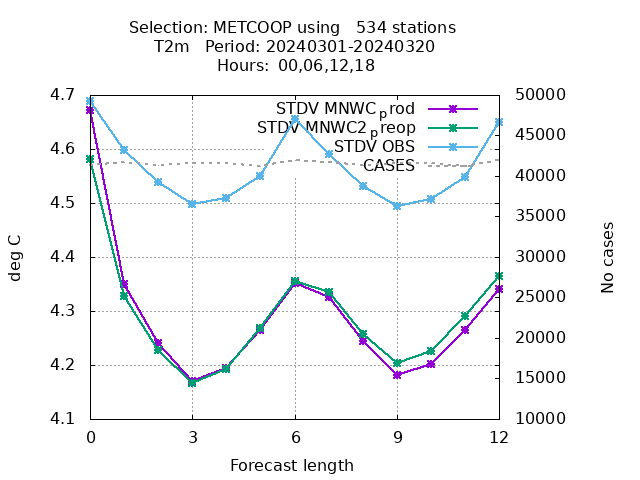 Selection: METCOOP using   534 stations
T2m   Period: 20240301-20240320
Hours: 00,06,12,18
STDV MNWC_prod
STDV MNWC2_preop
STDV OBS
CASES
4.7
4.6
4.5
4.4
4.3
4.2
4.1
50000
45000
40000
35000
30000
25000
20000
15000
10000
deg C
No cases
0 3 6 9 12
Forecast length